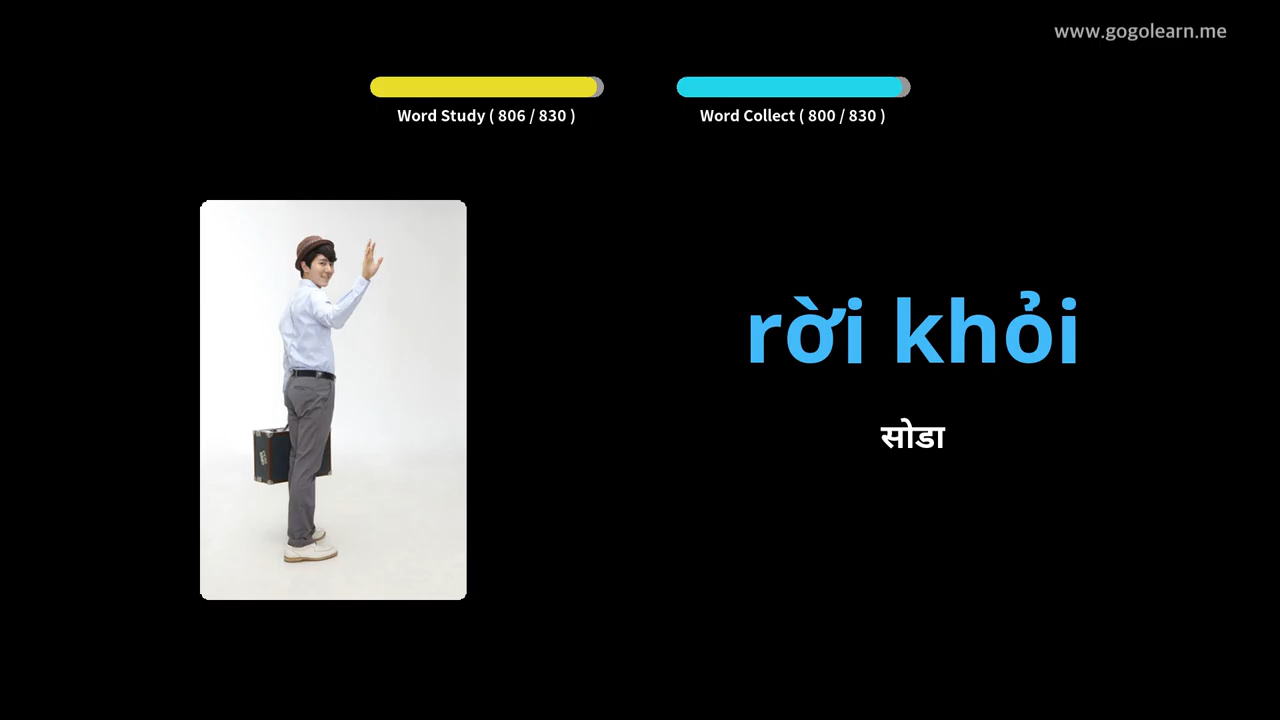 www.gogolearn.me
Word Study ( 806 / 830 )
Word Collect ( 800 / 830 )
rời khỏi
सोडा